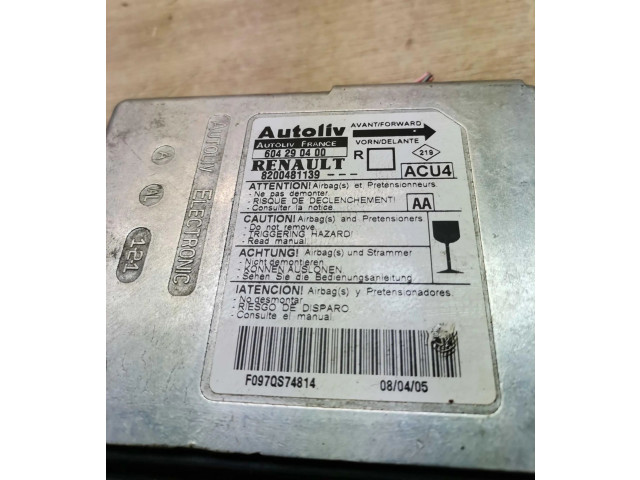 Autoliv
AUTOLIV FRANCE
604 29 04 00
RENAULT
8200481139 ---
AVANT/FORWARD
VORN/DELANTE
R
219
ACU4
AA
ATTENTION! Airbag(s) et. Pretensionneurs.
- Ne pas demonter.
- RISQUE DE DECLENCHEMENT!
- Consulter la notice.
CAUTION! Airbag(s) and Pretensioners
- Do not remove.
- TRIGGERING HAZARD!
- Read manual
ACHTUNG! Airbag(s) und Strammer
- Nicht demontieren
- KONNEN AUSLONEN.
- Sehen Sie die Bedienungsanleitung
!ATENCION! Airbag(s) y Pretensionadores.
- No desmontar
- RIESGO DE DISPARO
- Consulte el manual
F097QS74814
08/04/05
AUTOLIV ELECTRONIC
A
121